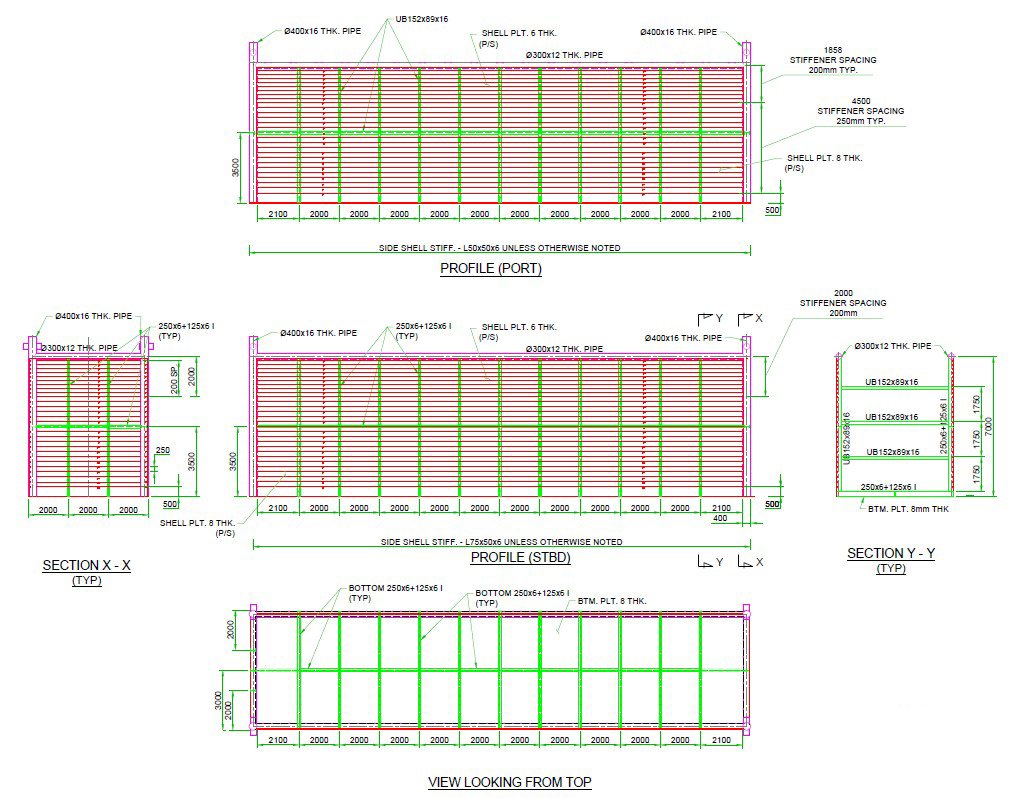 UB152x89x16
Ø400x16 THK. PIPE
SHELL PLT. 6 THK.
(P/S)
Ø400x16 THK. PIPE
Ø300x12 THK. PIPE
1858
STIFFENER SPACING
200mm TYP.
4500
STIFFENER SPACING
250mm TYP.
SHELL PLT. 8 THK.
(P/S)
3500
500
2100 2000 2000 2000 2000 2000 2000 2000 2000 2000 2000 2100
SIDE SHELL STIFF. - L50x50x6 UNLESS OTHERWISE NOTED
PROFILE (PORT)
Ø400x16 THK. PIPE
250x6+125x6 I
(TYP)
Ø300x12 THK. PIPE
200 SP
2000
250
3500
500
2000 2000 2000
SECTION X - X
(TYP)
Ø400x16 THK. PIPE
250x6+125x6 I
(TYP)
SHELL PLT. 6 THK.
(P/S)
Ø300x12 THK. PIPE
Ø400x16 THK. PIPE
Y X
2000
STIFFENER SPACING
200mm
3500
SHELL PLT. 8 THK.
(P/S)
500
2100 2000 2000 2000 2000 2000 2000 2000 2000 2000 2000 2100
400
SIDE SHELL STIFF. - L75x50x6 UNLESS OTHERWISE NOTED
PROFILE (STBD)
Y X
Ø300x12 THK. PIPE
UB152x89x16
UB152x89x16
UB152x89x16
UB152x89x16
250x6+125x6 I
250x6+125x6 I
1750
1750
1750
7000
BTM. PLT. 8mm THK
SECTION Y - Y
(TYP)
BOTTOM 250x6+125x6 I
(TYP)
BOTTOM 250x6+125x6 I
(TYP)
BTM. PLT. 8 THK.
2000
3000
2000
2100 2000 2000 2000 2000 2000 2000 2000 2000 2000 2000 2100
VIEW LOOKING FROM TOP